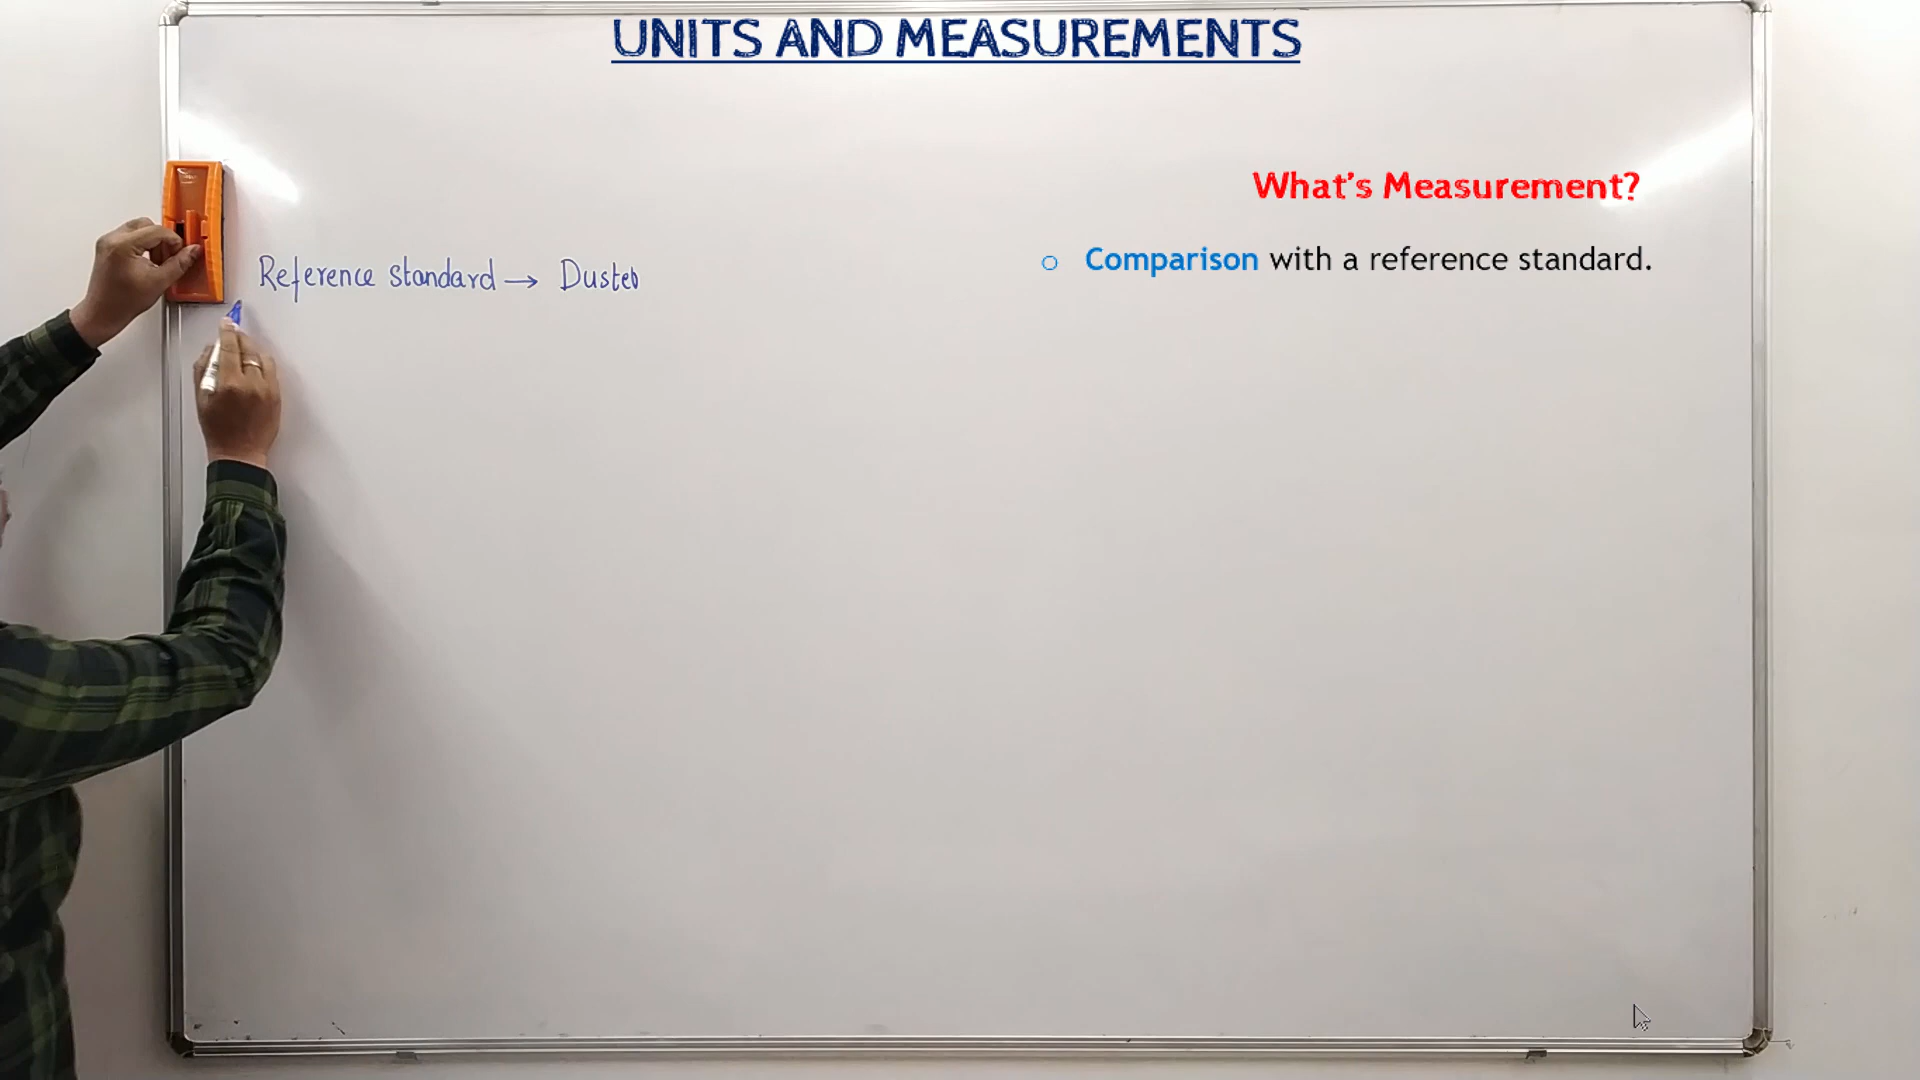 UNITS AND MEASUREMENTS
What's Measurement?
Comparison with a reference standard.
Reference standard → Duster